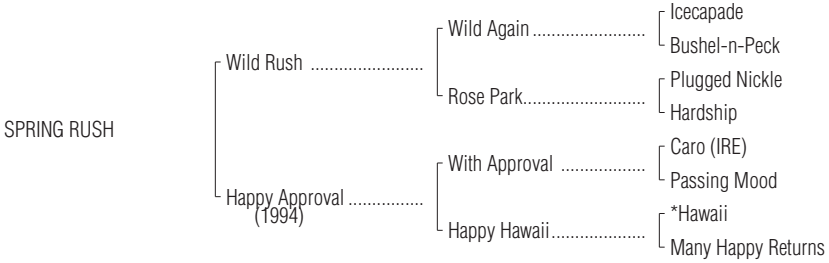 Icecapade
Wild Again ........................
Bushel-n-Peck
Wild Rush ........................
Plugged Nickle
Rose Park..........................
Hardship
SPRING RUSH
Caro (IRE)
With Approval ..................
Passing Mood
Happy Approval ................
(1994)
*Hawaii
Happy Hawaii....................
Many Happy Returns